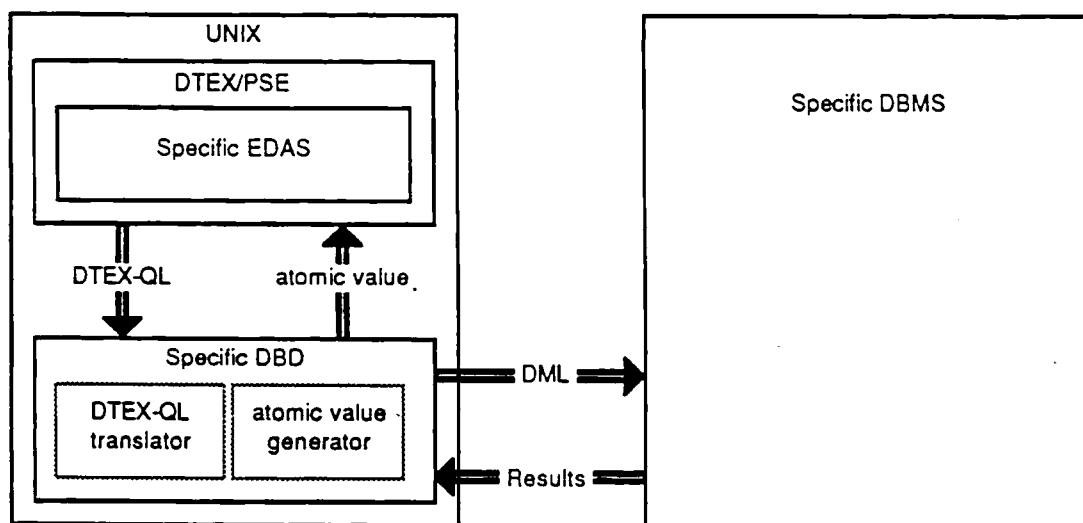 UNIX
DTEX/PSE
Specific EDAS
DTEX-QL
atomic value
Specific DBD
DTEX-QL
translator
atomic value
generator
DML
Results
Specific DBMS